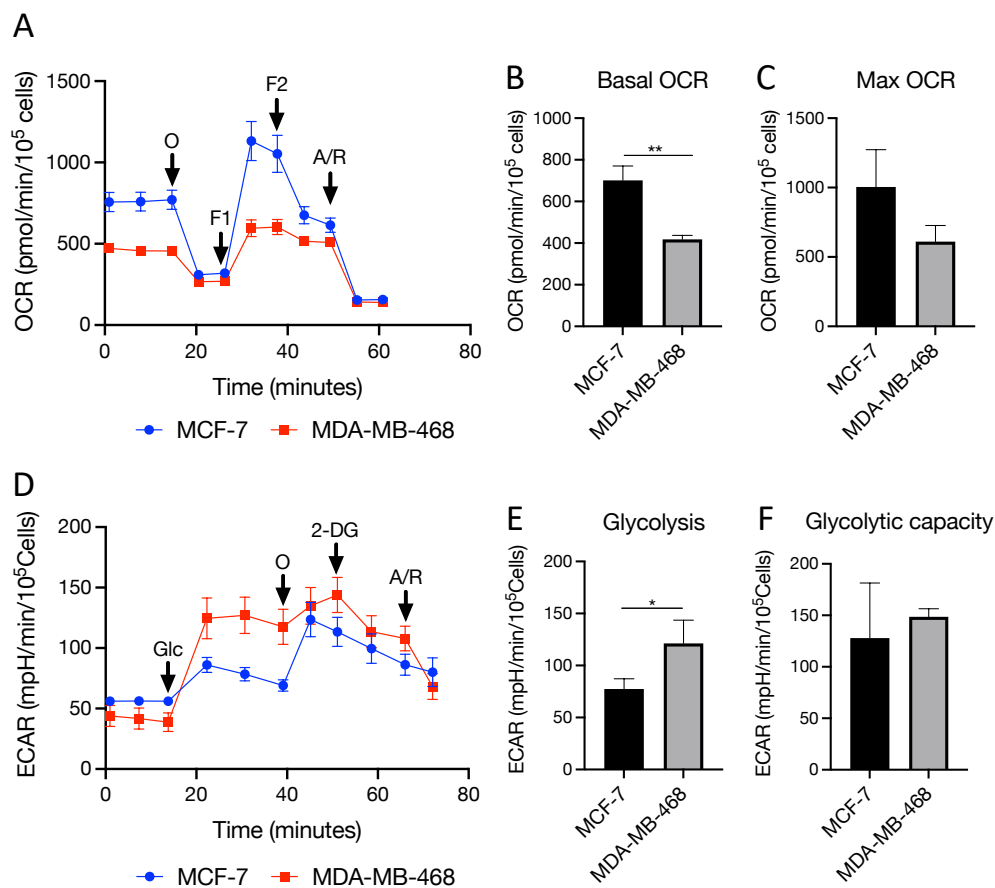 A
1500
1000
500
0
OCR (pmol/min/10⁵ cells)
O
F1
F2
A/R
0 20 40 60 80
Time (minutes)
MCF-7 MDA-MB-468
B
Basal OCR
1000
800
600
400
200
0
OCR (pmol/min/10⁵ cells)
**
MCF-7
MDA-MB-468
C
Max OCR
1500
1000
500
0
OCR (pmol/min/10⁵ cells)
MCF-7
MDA-MB-468
D
200
150
100
50
0
ECAR (mpH/min/10⁵Cells)
Glc
O
2-DG
A/R
0 20 40 60 80
Time (minutes)
MCF-7 MDA-MB-468
E
Glycolysis
200
150
100
50
0
ECAR (mpH/min/10⁵Cells)
*
MCF-7
MDA-MB-468
F
Glycolytic capacity
200
150
100
50
0
ECAR (mpH/min/10⁵Cells)
MCF-7
MDA-MB-468